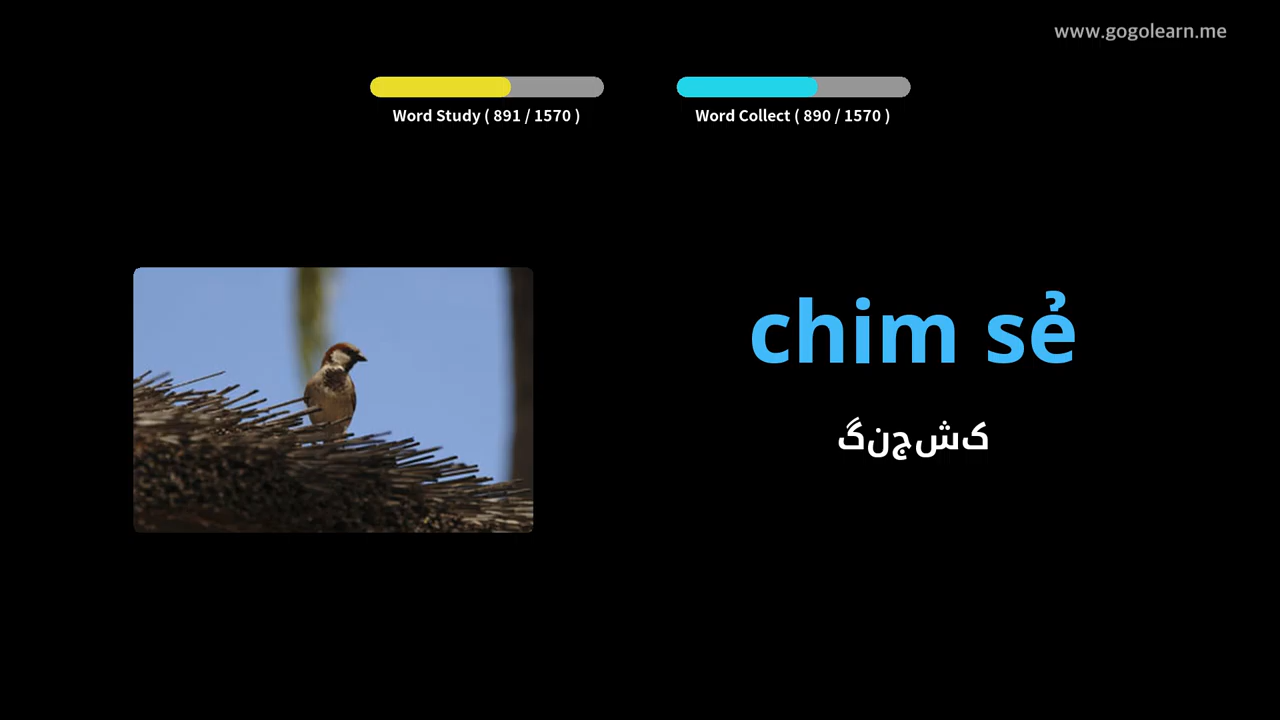 www.gogolearn.me
Word Study ( 891 / 1570 )
Word Collect ( 890 / 1570 )
chim sẻ
گنجشک